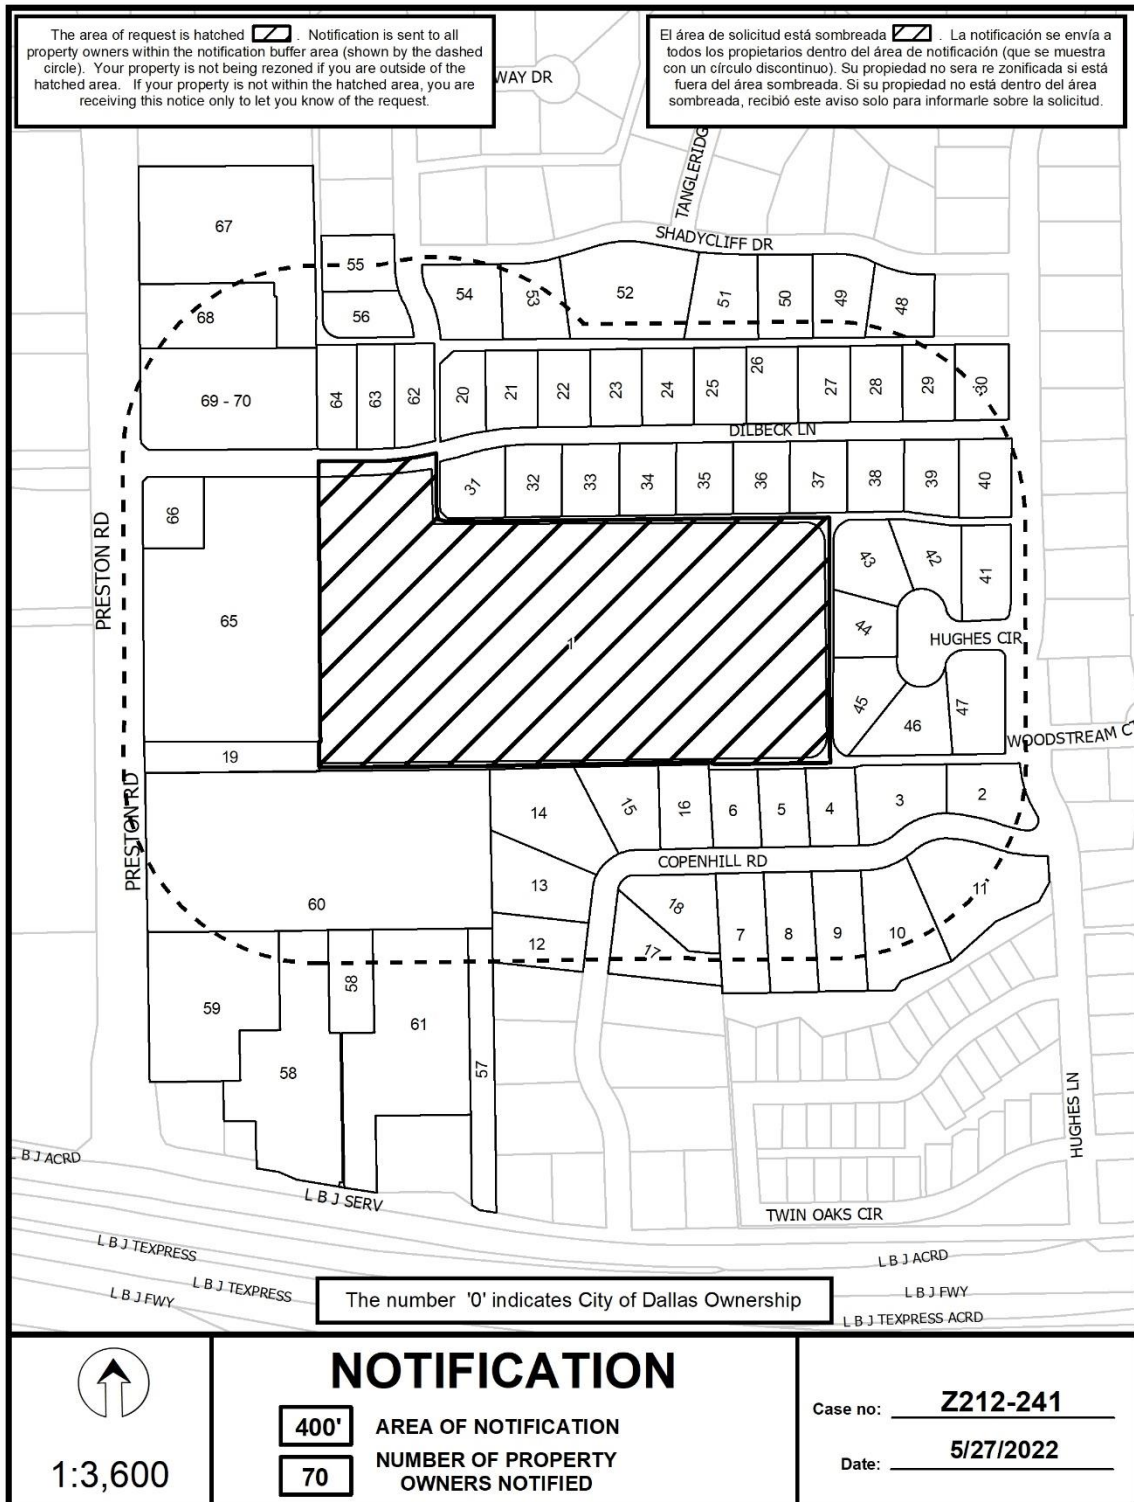 The area of request is hatched . Notification is sent to all
property owners within the notification buffer area (shown by the dashed
circle). Your property is not being rezoned if you are outside of the
hatched area. If your property is not within the hatched area, you are
receiving this notice only to let you know of the request.
El área de solicitud está sombreada . La notificación se envía a
todos los propietarios dentro del área de notificación (que se muestra
con un círculo discontinuo). Su propiedad no sera re zonificada si está
fuera del área sombreada. Si su propiedad no está dentro del área
sombreada, recibió este aviso solo para informarle sobre la solicitud.
WAY DR
TANGLERIDG
SHADYCLIFF DR
67
55
54
53
52
51
50
49
48
68
56
69 - 70
64
63
62
20
21
22
23
24
25
26
27
28
29
30
DILBECK LN
31
32
33
34
35
36
37
38
39
40
66
PRESTON RD
65
1
43
42
41
44
HUGHES CIR
45
46
47
19
WOODSTREAM C
PRESTON RD
14
15
16
6
5
4
3
2
COPENHILL RD
13
18
11
60
12
17
7
8
9
10
59
58
61
58
57
HUGHES LN
L B J ACRD
L B J SERV
TWIN OAKS CIR
L B J TEXPRESS
L B J ACRD
L B J TEXPRESS
L B J FWY
L B J FWY
L B J TEXPRESS ACRD
The number '0' indicates City of Dallas Ownership
1:3,600
NOTIFICATION
400' AREA OF NOTIFICATION
70 NUMBER OF PROPERTY
OWNERS NOTIFIED
Case no: Z212-241
Date: 5/27/2022